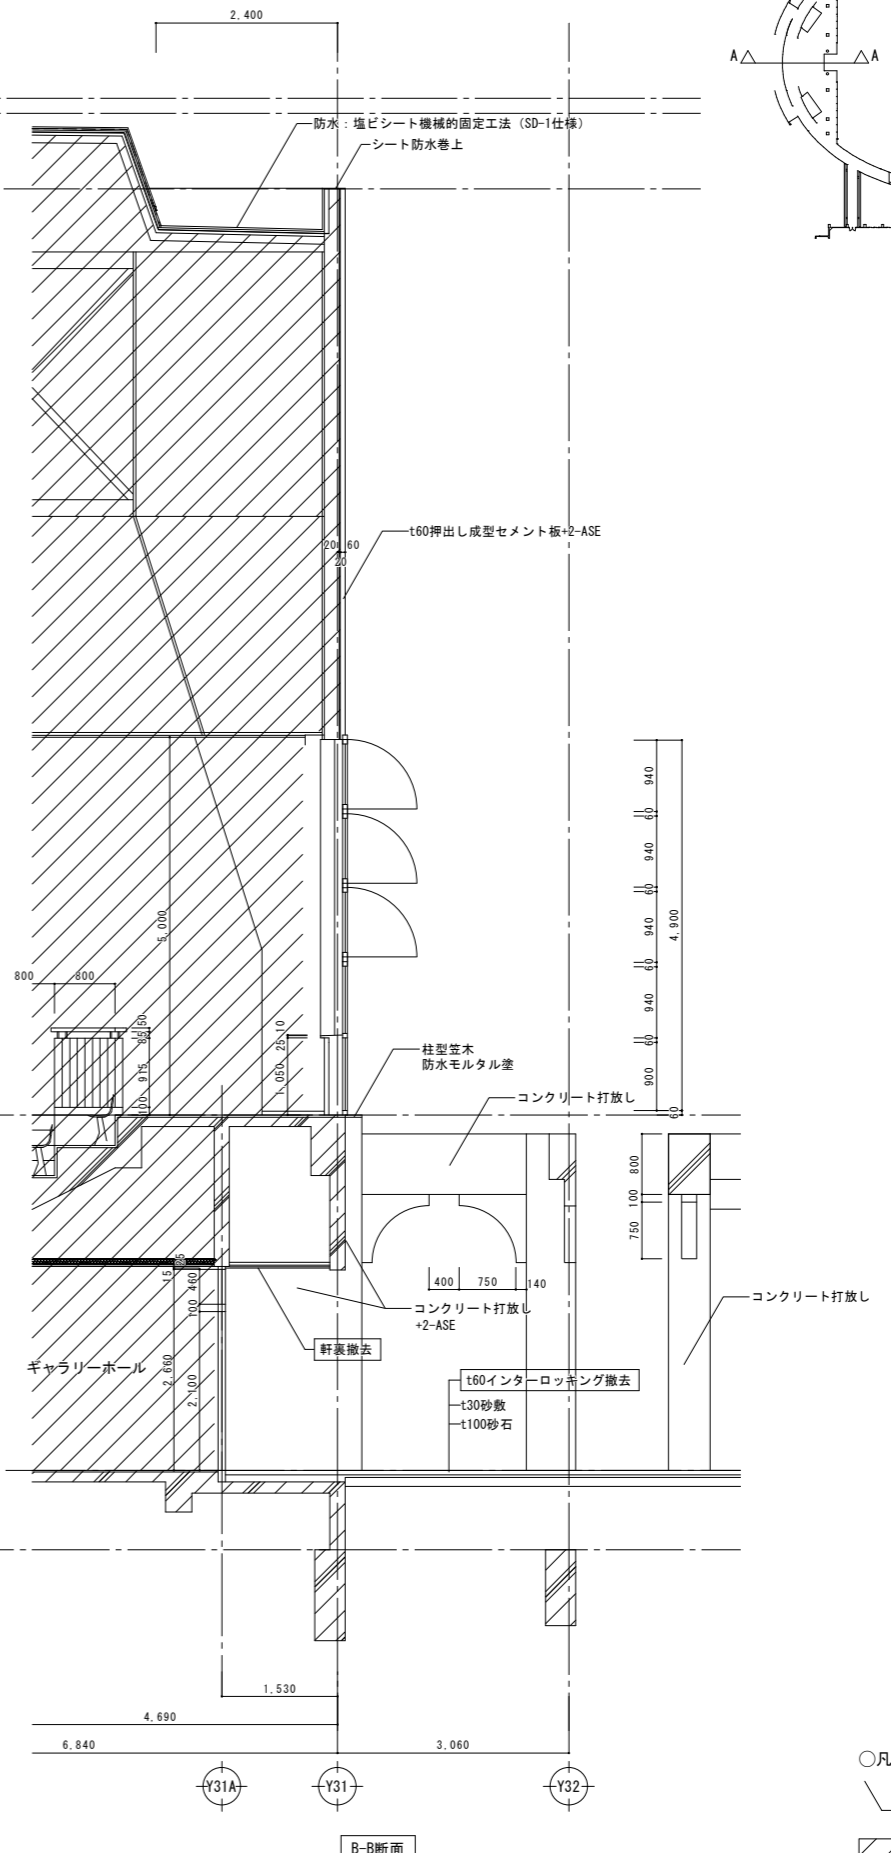 2,400
A
A
防水：塩ビシート機械的固定工法（SD-1仕様）
シート防水巻上
t60押出し成型セメント板+2-ASE
20
60
20
940
60
940
60
940
60
940
60
900
60
4,900
5,000
800
800
50
85
915
100
10
25
1,050
柱型笠木
防水モルタル塗
コンクリート打放し
800
100
750
400
750
140
25
15
460
100
2,660
2,100
コンクリート打放し
+2-ASE
コンクリート打放し
軒裏撤去
ギャラリーホール
t60インターロッキング撤去
t30砂敷
t100砂石
1,530
4,690
6,840
3,060
Y31A
Y31
Y32
○凡
B-B断面